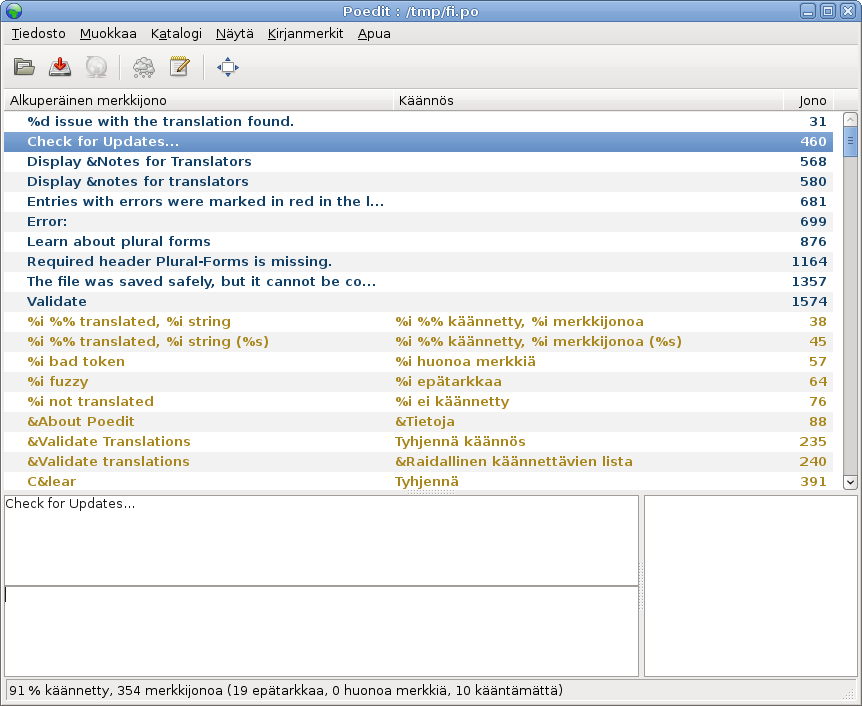 Poedit : /tmp/fi.po
Tiedosto Muokkaa Katalogi Näytä Kirjanmerkit Apua
Alkuperäinen merkkijono Käännös Jono
%d issue with the translation found. 31
Check for Updates... 460
Display &Notes for Translators 568
Display &notes for translators 580
Entries with errors were marked in red in the l... 681
Error: 699
Learn about plural forms 876
Required header Plural-Forms is missing. 1164
The file was saved safely, but it cannot be co... 1357
Validate 1574
%i %% translated, %i string %i %% käännetty, %i merkkijonoa 38
%i %% translated, %i string (%s) %i %% käännetty, %i merkkijonoa (%s) 45
%i bad token %i huonoa merkkiä 57
%i fuzzy %i epätarkkaa 64
%i not translated %i ei käännetty 76
&About Poedit &Tietoja 88
&Validate Translations Tyhjennä käännös 235
&Validate translations &Raidallinen käännettävien lista 240
C&lear Tyhjennä 391
Check for Updates...
91 % käännetty, 354 merkkijonoa (19 epätarkkaa, 0 huonoa merkkiä, 10 kääntämättä)